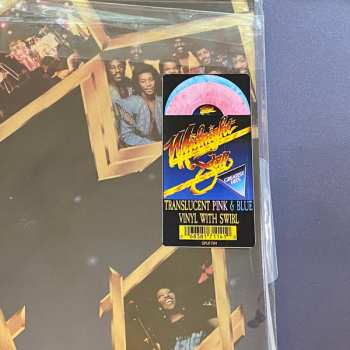 Midnight
Star
GREATEST
HITS
TRANSLUCENT PINK & BLUE
VINYL WITH SWIRL